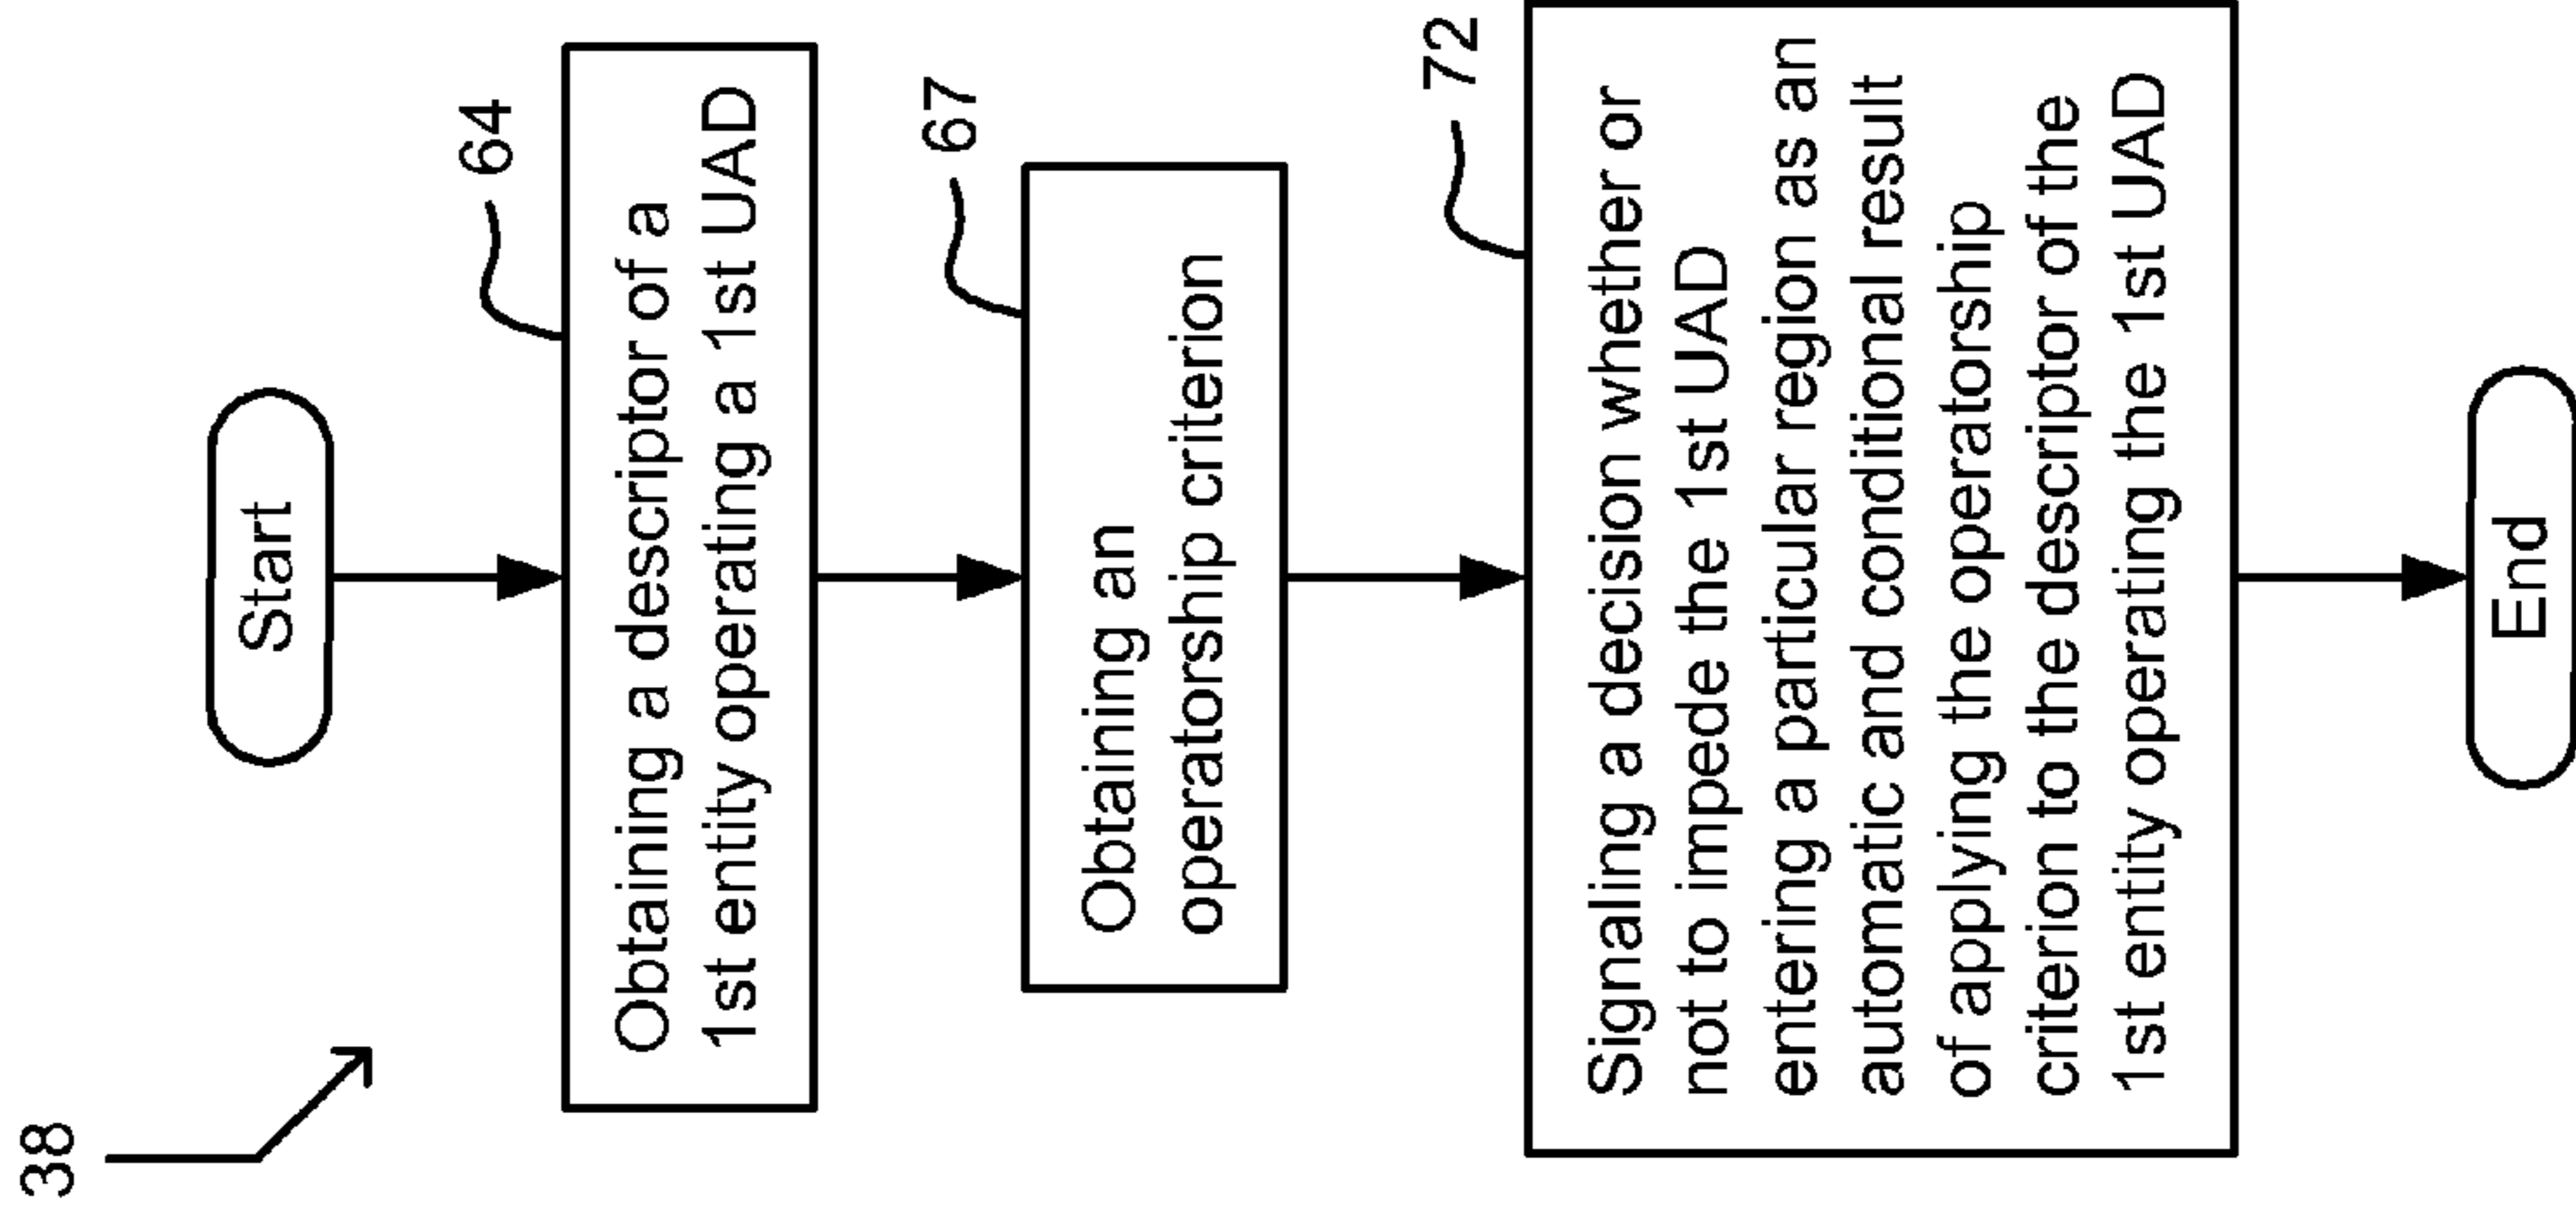 38
Start
64
Obtaining a descriptor of a
1st entity operating a 1st UAD
67
Obtaining an
operatorship criterion
72
Signaling a decision whether or
not to impede the 1st UAD
entering a particular region as an
automatic and conditional result
of applying the operatorship
criterion to the descriptor of the
1st entity operating the 1st UAD
End